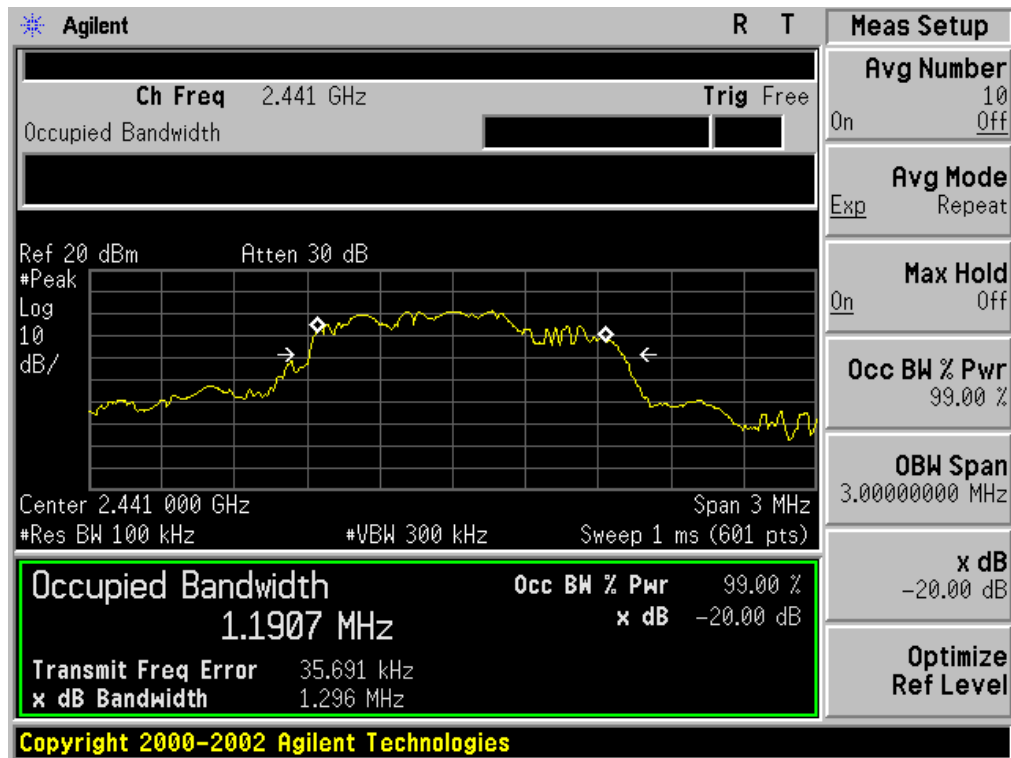 Agilent R T
Ch Freq 2.441 GHz Trig Free
Occupied Bandwidth
Ref 20 dBm Atten 30 dB
#Peak
Log
10
dB/
Center 2.441 000 GHz Span 3 MHz
#Res BW 100 kHz #VBW 300 kHz Sweep 1 ms (601 pts)
Occupied Bandwidth Occ BW % Pwr 99.00 %
1.1907 MHz x dB -20.00 dB
Transmit Freq Error 35.691 kHz
x dB Bandwidth 1.296 MHz
Copyright 2000-2002 Agilent Technologies
Meas Setup
Avg Number
10
On Off
Avg Mode
Exp Repeat
Max Hold
On Off
Occ BW % Pwr
99.00 %
OBW Span
3.00000000 MHz
x dB
-20.00 dB
Optimize
Ref Level